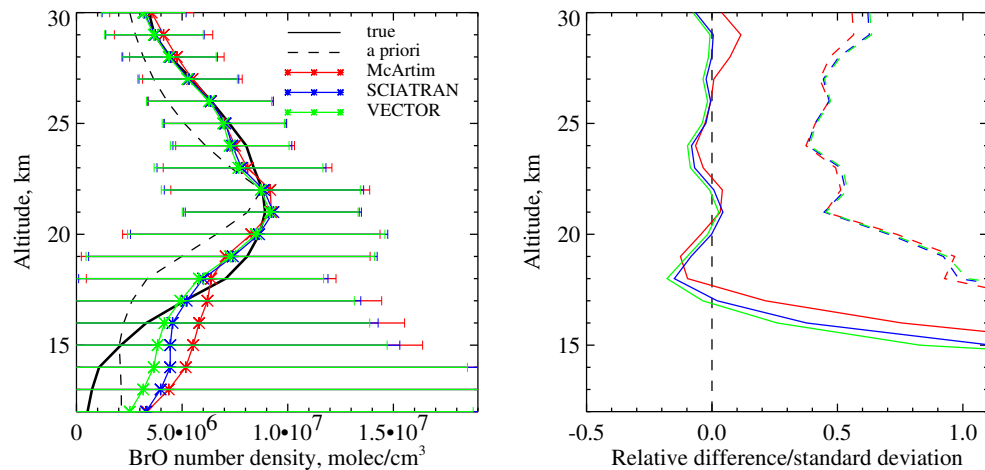 30
25
20
15
Altitude, km
0
5.0•10⁶
1.0•10⁷
1.5•10⁷
BrO number density, molec/cm³
true
a priori
McArtim
SCIATRAN
VECTOR
30
25
20
15
Altitude, km
-0.5
0.0
0.5
1.0
Relative difference/standard deviation